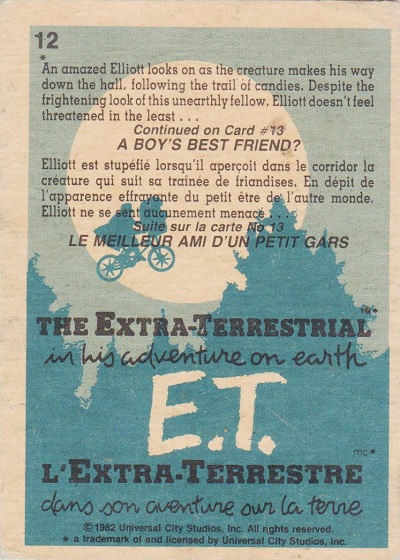 12
*An amazed Elliott looks on as the creature makes his way
down the hall, following the trail of candies. Despite the
frightening look of this unearthly fellow, Elliott doesn't feel
threatened in the least . . .
Continued on Card #13
A BOY'S BEST FRIEND?
Elliott est stupéfié lorsqu'il aperçoit dans le corridor la
créature qui suit sa trainée de friandises. En dépit de
l'apparence effrayante du petit être de l'autre monde,
Elliott ne se sent aucunement menacé . . .
Suite sur la carte No 13
LE MEILLEUR AMI D'UN PETIT GARS
THE EXTRA-TERRESTRIAL TM*
in his adventure on earth
E.T.
mc*
L'EXTRA-TERRESTRE
dans son aventure sur la terre
©1982 Universal City Studios, Inc. All rights reserved.
* a trademark of and licensed by Universal City Studios, Inc.